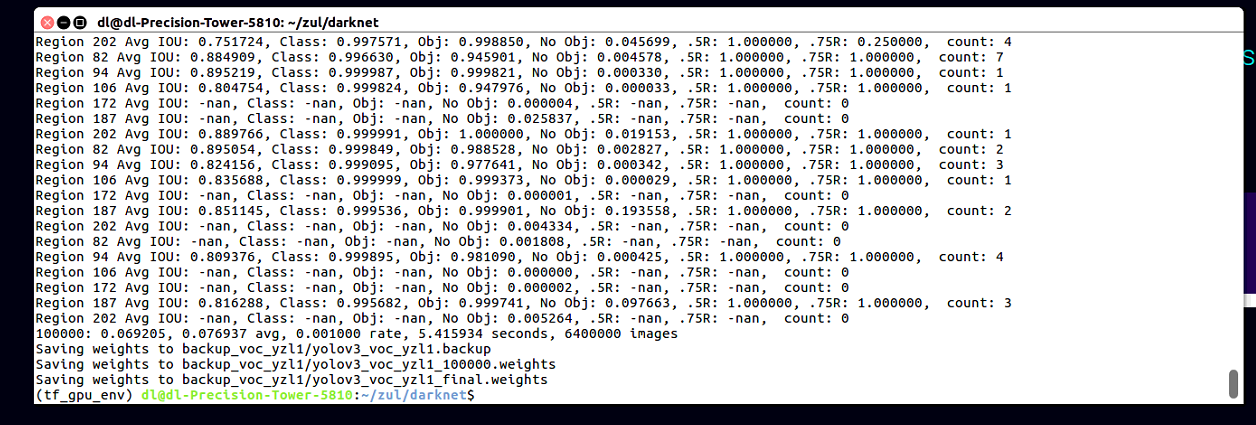 dl@dl-Precision-Tower-5810: ~/zul/darknet
Region 202 Avg IOU: 0.751724, Class: 0.997571, Obj: 0.998850, No Obj: 0.045699, .5R: 1.000000, .75R: 0.250000,  count: 4
Region 82 Avg IOU: 0.884909, Class: 0.996630, Obj: 0.945901, No Obj: 0.004578, .5R: 1.000000, .75R: 1.000000,  count: 7
Region 94 Avg IOU: 0.895219, Class: 0.999987, Obj: 0.999821, No Obj: 0.000330, .5R: 1.000000, .75R: 1.000000,  count: 1
Region 106 Avg IOU: 0.804754, Class: 0.999824, Obj: 0.947976, No Obj: 0.000033, .5R: 1.000000, .75R: 1.000000,  count: 1
Region 172 Avg IOU: -nan, Class: -nan, Obj: -nan, No Obj: 0.000004, .5R: -nan, .75R: -nan,  count: 0
Region 187 Avg IOU: -nan, Class: -nan, Obj: -nan, No Obj: 0.025837, .5R: -nan, .75R: -nan,  count: 0
Region 202 Avg IOU: 0.889766, Class: 0.999991, Obj: 1.000000, No Obj: 0.019153, .5R: 1.000000, .75R: 1.000000,  count: 1
Region 82 Avg IOU: 0.895054, Class: 0.999849, Obj: 0.988528, No Obj: 0.002827, .5R: 1.000000, .75R: 1.000000,  count: 2
Region 94 Avg IOU: 0.824156, Class: 0.999095, Obj: 0.977641, No Obj: 0.000342, .5R: 1.000000, .75R: 1.000000,  count: 3
Region 106 Avg IOU: 0.835688, Class: 0.999999, Obj: 0.999373, No Obj: 0.000029, .5R: 1.000000, .75R: 1.000000,  count: 1
Region 172 Avg IOU: -nan, Class: -nan, Obj: -nan, No Obj: 0.000001, .5R: -nan, .75R: -nan,  count: 0
Region 187 Avg IOU: 0.851145, Class: 0.999536, Obj: 0.999901, No Obj: 0.193558, .5R: 1.000000, .75R: 1.000000,  count: 2
Region 202 Avg IOU: -nan, Class: -nan, Obj: -nan, No Obj: 0.004334, .5R: -nan, .75R: -nan,  count: 0
Region 82 Avg IOU: -nan, Class: -nan, Obj: -nan, No Obj: 0.001808, .5R: -nan, .75R: -nan,  count: 0
Region 94 Avg IOU: 0.809376, Class: 0.999895, Obj: 0.981090, No Obj: 0.000425, .5R: 1.000000, .75R: 1.000000,  count: 4
Region 106 Avg IOU: -nan, Class: -nan, Obj: -nan, No Obj: 0.000000, .5R: -nan, .75R: -nan,  count: 0
Region 172 Avg IOU: -nan, Class: -nan, Obj: -nan, No Obj: 0.000002, .5R: -nan, .75R: -nan,  count: 0
Region 187 Avg IOU: 0.816288, Class: 0.995682, Obj: 0.999741, No Obj: 0.097663, .5R: 1.000000, .75R: 1.000000,  count: 3
Region 202 Avg IOU: -nan, Class: -nan, Obj: -nan, No Obj: 0.005264, .5R: -nan, .75R: -nan,  count: 0
100000: 0.069205, 0.076937 avg, 0.001000 rate, 5.415934 seconds, 6400000 images
Saving weights to backup_voc_yzl1/yolov3_voc_yzl1.backup
Saving weights to backup_voc_yzl1/yolov3_voc_yzl1_100000.weights
Saving weights to backup_voc_yzl1/yolov3_voc_yzl1_final.weights
(tf_gpu_env) dl@dl-Precision-Tower-5810:~/zul/darknet$
S